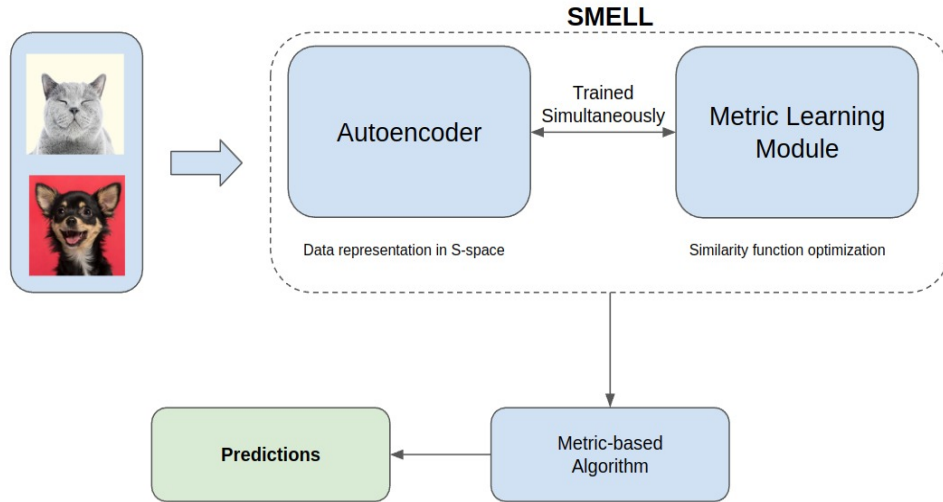 SMELL
Autoencoder
Trained
Simultaneously
Metric Learning
Module
Data representation in S-space
Similarity function optimization
Predictions
Metric-based
Algorithm